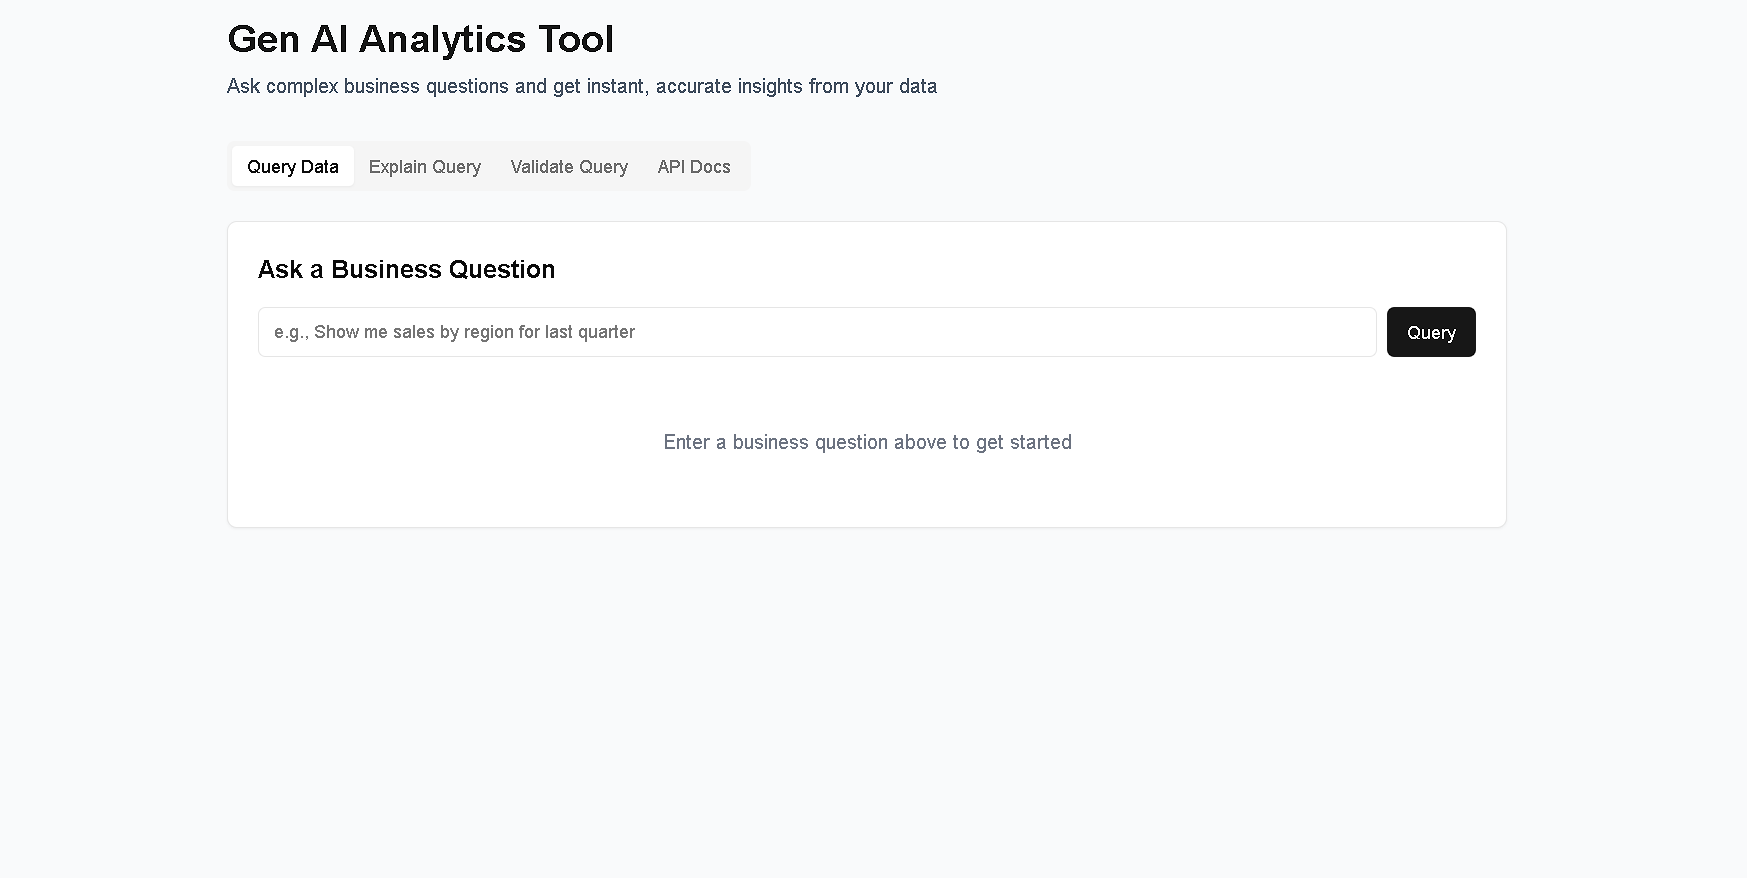 Gen AI Analytics Tool
Ask complex business questions and get instant, accurate insights from your data
Query Data Explain Query Validate Query API Docs
Ask a Business Question
e.g., Show me sales by region for last quarter Query
Enter a business question above to get started